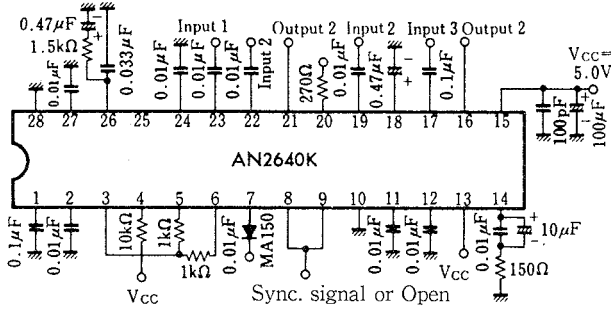 0.47μF
1.5kΩ
0.01μF
0.033μF
Input 1
0.01μF
0.01μF
0.01μF
Input 2
Output 2
270Ω
Input 2
0.01μF
0.47μF
Input 3
0.1μF
Output 2
VCC=
5.0V
100pF
100μF
28 27 26 25 24 23 22 21 20 19 18 17 16 15
AN2640K
1 2 3 4 5 6 7 8 9 10 11 12 13 14
0.1μF
0.01μF
10kΩ
1kΩ
1kΩ
VCC
0.01μF
MA150
Sync. signal or Open
0.01μF
0.01μF
VCC
0.01μF
10μF
150Ω